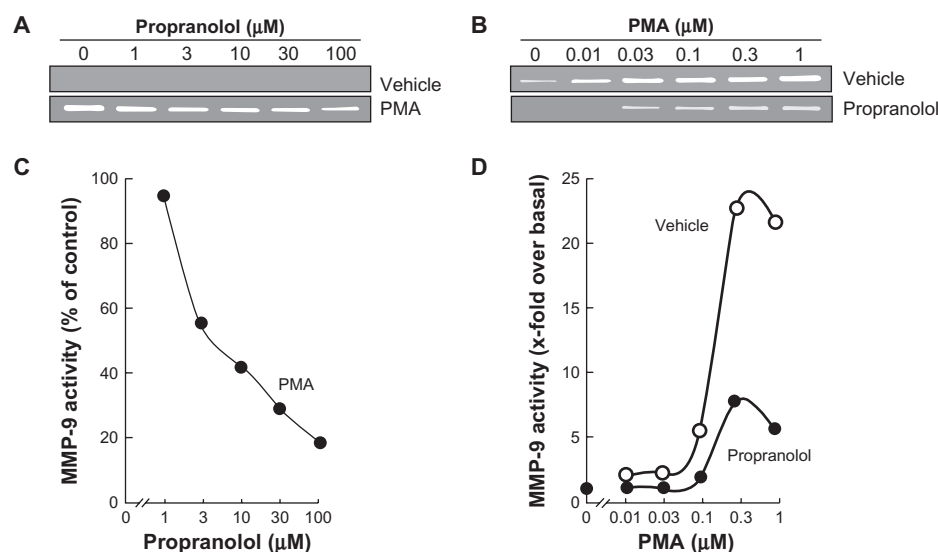 A
Propranolol (μM)
0 1 3 10 30 100
Vehicle
PMA
B
PMA (μM)
0 0.01 0.03 0.1 0.3 1
Vehicle
Propranolol
C
MMP-9 activity (% of control)
100
80
60
40
20
0
PMA
0 1 3 10 30 100
Propranolol (μM)
D
MMP-9 activity (x-fold over basal)
25
20
15
10
5
0
Vehicle
Propranolol
0 0.01 0.03 0.1 0.3 1
PMA (μM)